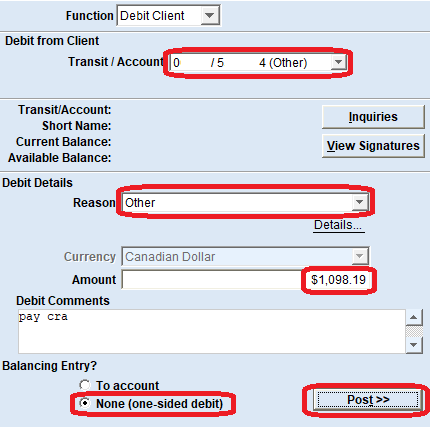 Function Debit Client
Debit from Client
Transit / Account 0 / 5 4 (Other)
Transit/Account:
Inquiries
Short Name:
Current Balance:
View Signatures
Available Balance:
Debit Details
Reason Other
Details...
Currency Canadian Dollar
Amount $1,098.19
Debit Comments
pay cra
Balancing Entry?
To account
None (one-sided debit)
Post >>